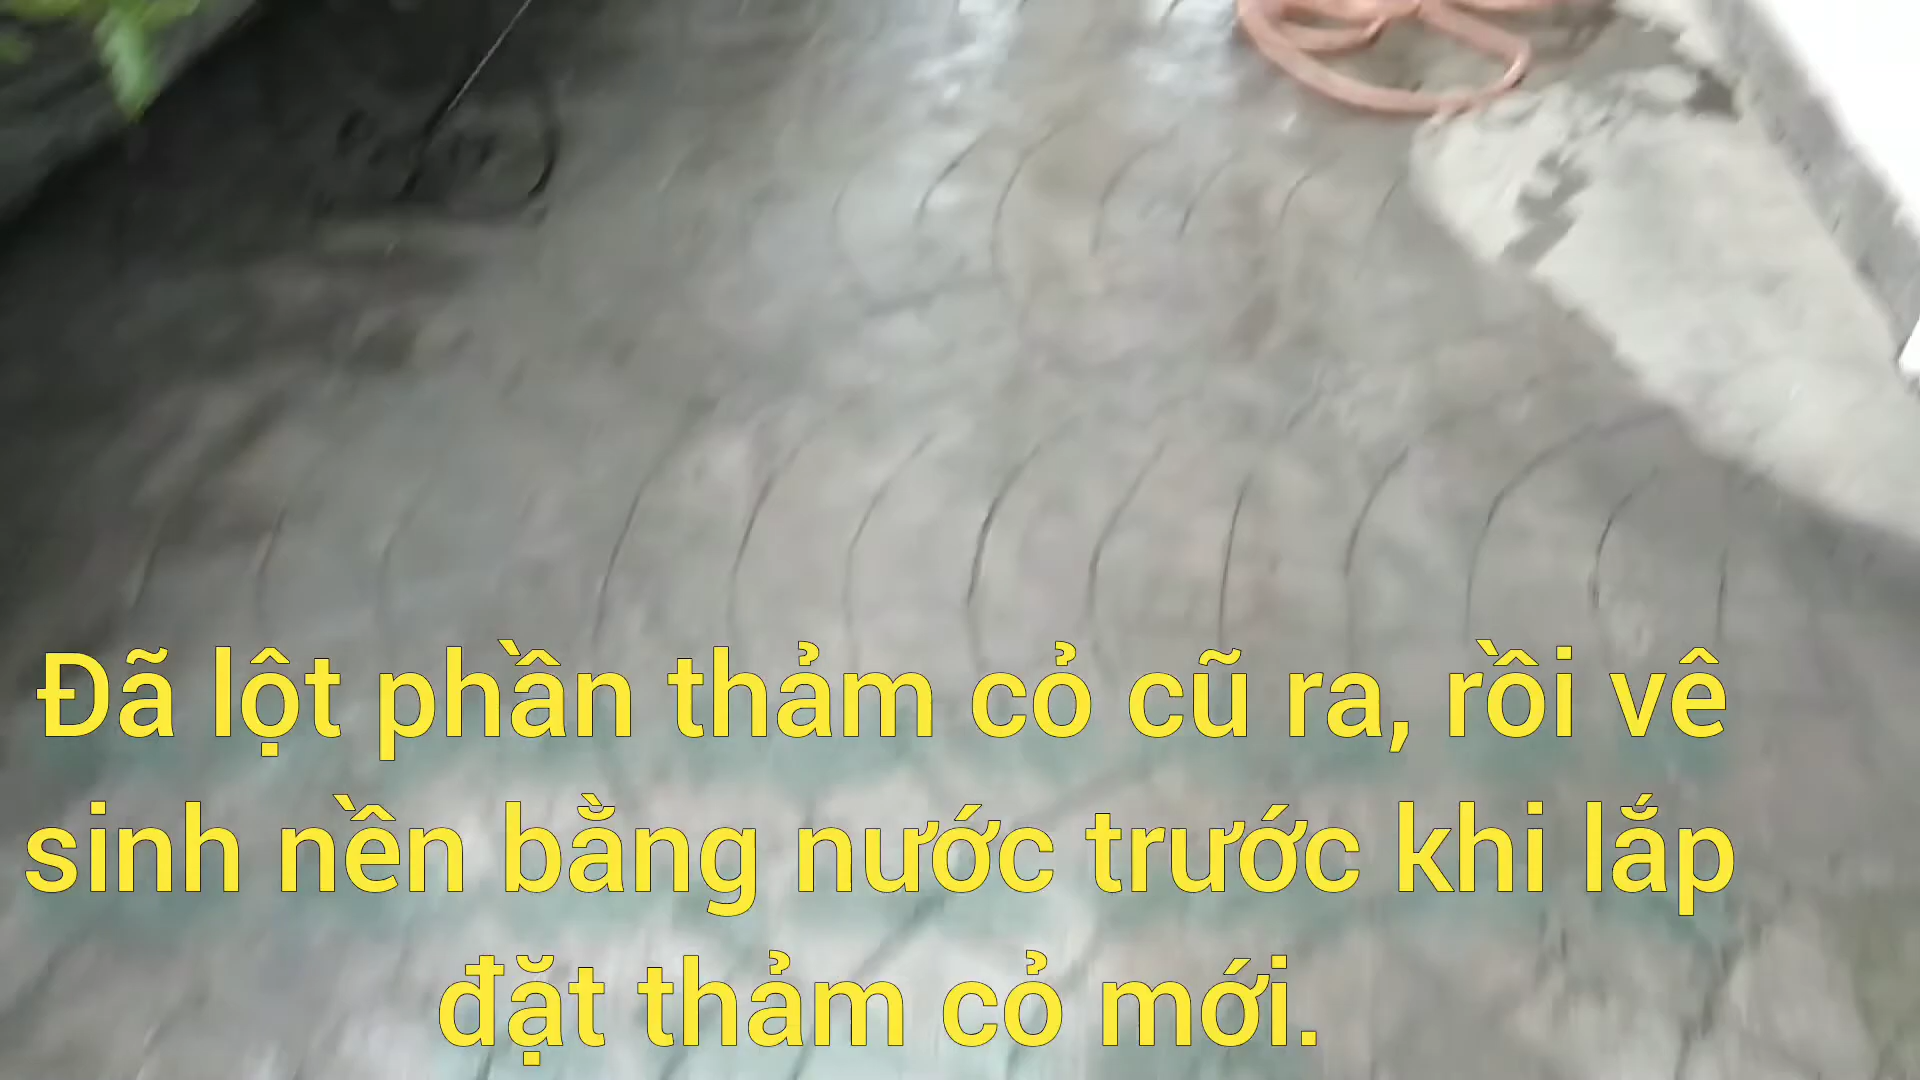 Đã lột phần thảm cỏ cũ ra, rồi vê
sinh nền bằng nước trước khi lắp
đặt thảm cỏ mới.